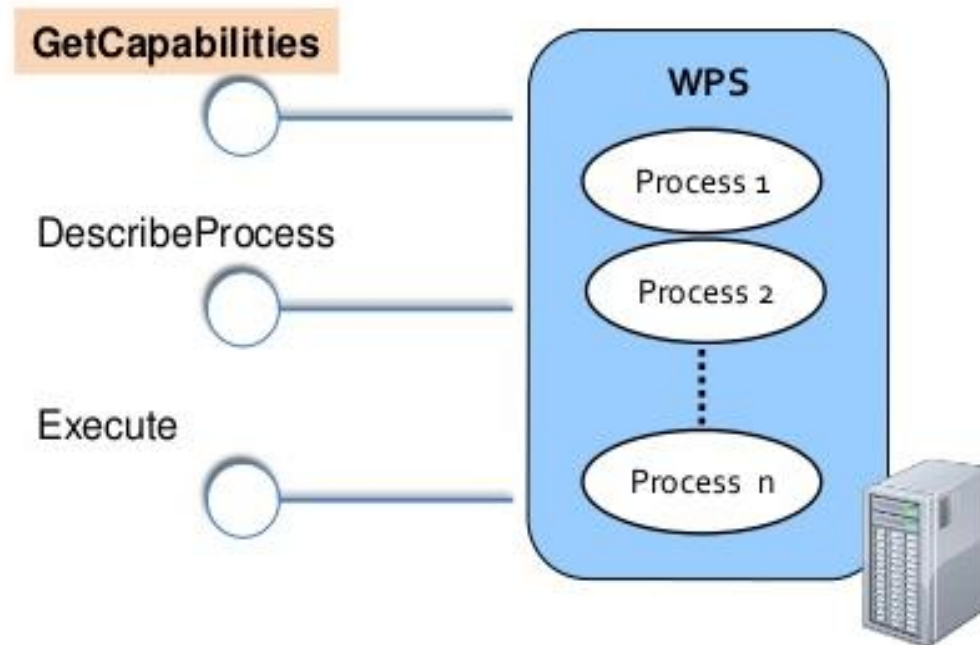 GetCapabilities
DescribeProcess
Execute
WPS
Process 1
Process 2
Process n